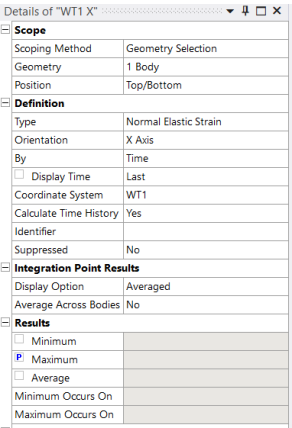 Details of "WT1 X"
Scope
Scoping Method Geometry Selection
Geometry 1 Body
Position Top/Bottom
Definition
Type Normal Elastic Strain
Orientation X Axis
By Time
Display Time Last
Coordinate System WT1
Calculate Time History Yes
Identifier
Suppressed No
Integration Point Results
Display Option Averaged
Average Across Bodies No
Results
Minimum
P Maximum
Average
Minimum Occurs On
Maximum Occurs On